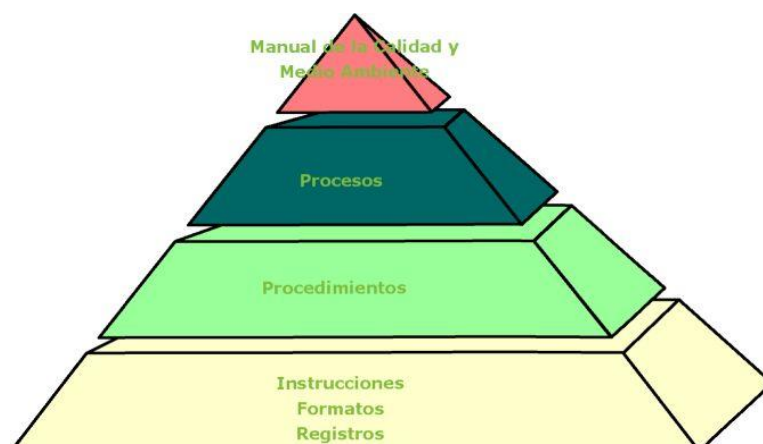 Manual de la Calidad y
Medio Ambiente
Procesos
Procedimientos
Instrucciones
Formatos
Registros